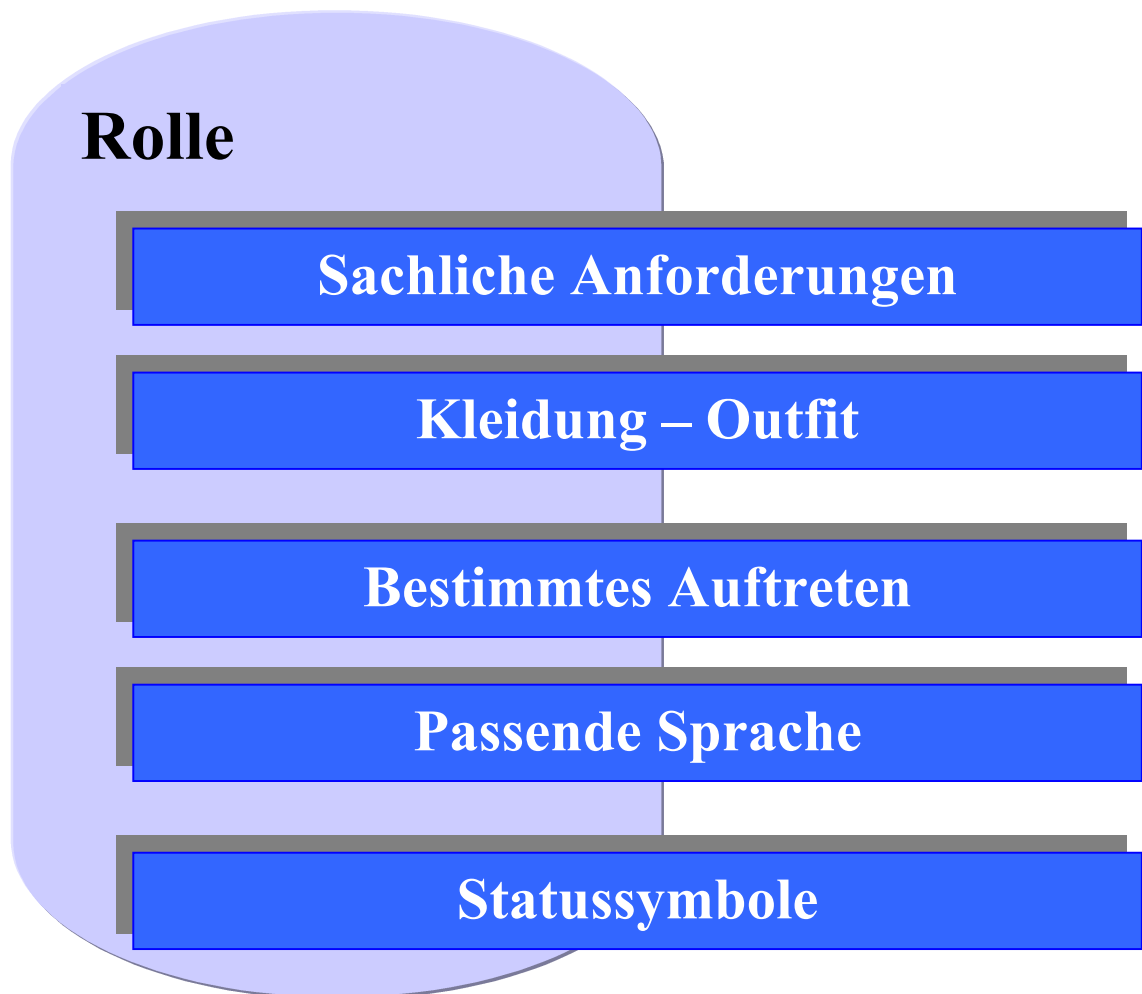 Rolle
Sachliche Anforderungen
Kleidung – Outfit
Bestimmtes Auftreten
Passende Sprache
Statussymbole